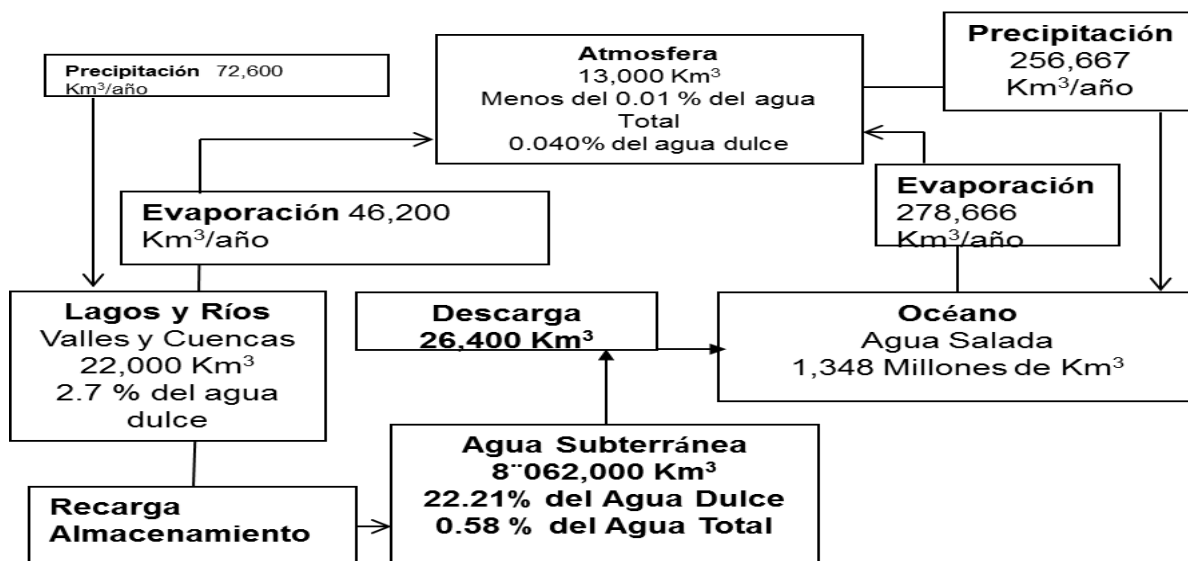 Precipitación 72,600
Km³/año
Atmosfera
13,000 Km³
Menos del 0.01 % del agua
Total
0.040% del agua dulce
Precipitación
256,667
Km³/año
Evaporación 46,200
Km³/año
Evaporación
278,666
Km³/año
Lagos y Ríos
Valles y Cuencas
22,000 Km³
2.7 % del agua
dulce
Descarga
26,400 Km³
Océano
Agua Salada
1,348 Millones de Km³
Agua Subterránea
8¨062,000 Km³
22.21% del Agua Dulce
0.58 % del Agua Total
Recarga
Almacenamiento